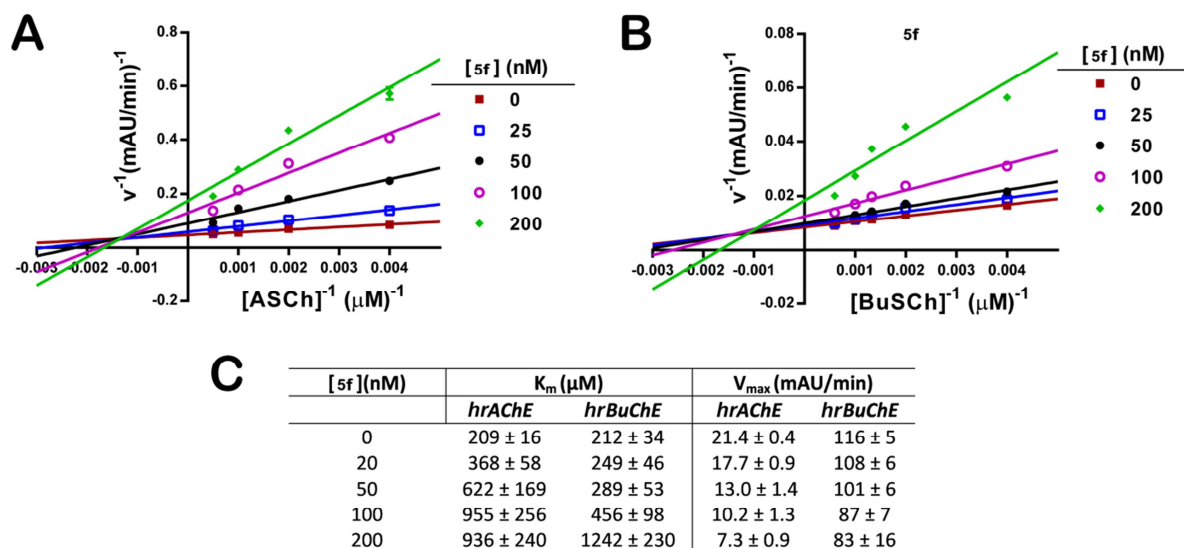 A
v⁻¹(mAU/min)⁻¹
0.8
0.6
0.4
0.2
-0.2
-0.003 -0.002 -0.001 0.001 0.002 0.003 0.004
[ASCh]⁻¹ (μM)⁻¹
[5f] (nM)
0
25
50
100
200
B
5f
v⁻¹(mAU/min)⁻¹
0.08
0.06
0.04
0.02
-0.02
-0.003 -0.002 -0.001 0.001 0.002 0.003 0.004
[BuSCh]⁻¹ (μM)⁻¹
[5f] (nM)
0
25
50
100
200
C
[5f](nM) Km (μM) Vmax (mAU/min)
hrAChE hrBuChE hrAChE hrBuChE
0 209 ± 16 212 ± 34 21.4 ± 0.4 116 ± 5
20 368 ± 58 249 ± 46 17.7 ± 0.9 108 ± 6
50 622 ± 169 289 ± 53 13.0 ± 1.4 101 ± 6
100 955 ± 256 456 ± 98 10.2 ± 1.3 87 ± 7
200 936 ± 240 1242 ± 230 7.3 ± 0.9 83 ± 16